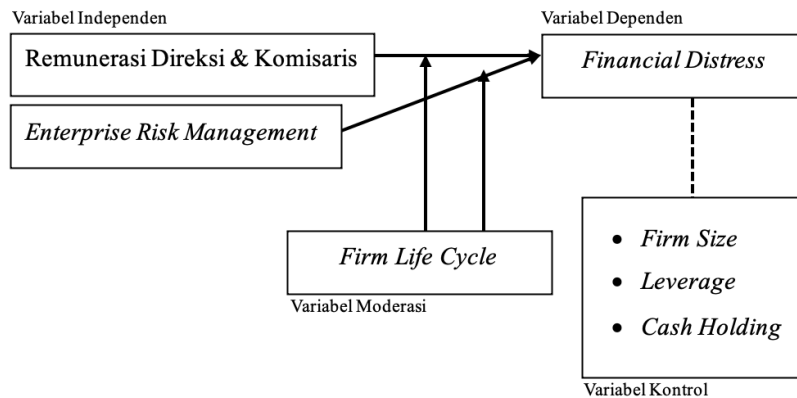 Variabel Independen
Variabel Dependen
Remunerasi Direksi & Komisaris
Financial Distress
Enterprise Risk Management
Firm Life Cycle
Variabel Moderasi
• Firm Size
• Leverage
• Cash Holding
Variabel Kontrol